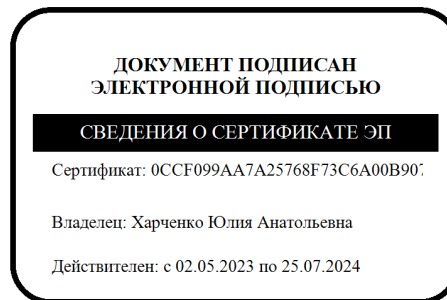 ДОКУМЕНТ ПОДПИСАН
ЭЛЕКТРОННОЙ ПОДПИСЬЮ
СВЕДЕНИЯ О СЕРТИФИКАТЕ ЭП
Сертификат: 0CCF099AA7A25768F73C6A00B907
Владелец: Харченко Юлия Анатольевна
Действителен: с 02.05.2023 по 25.07.2024